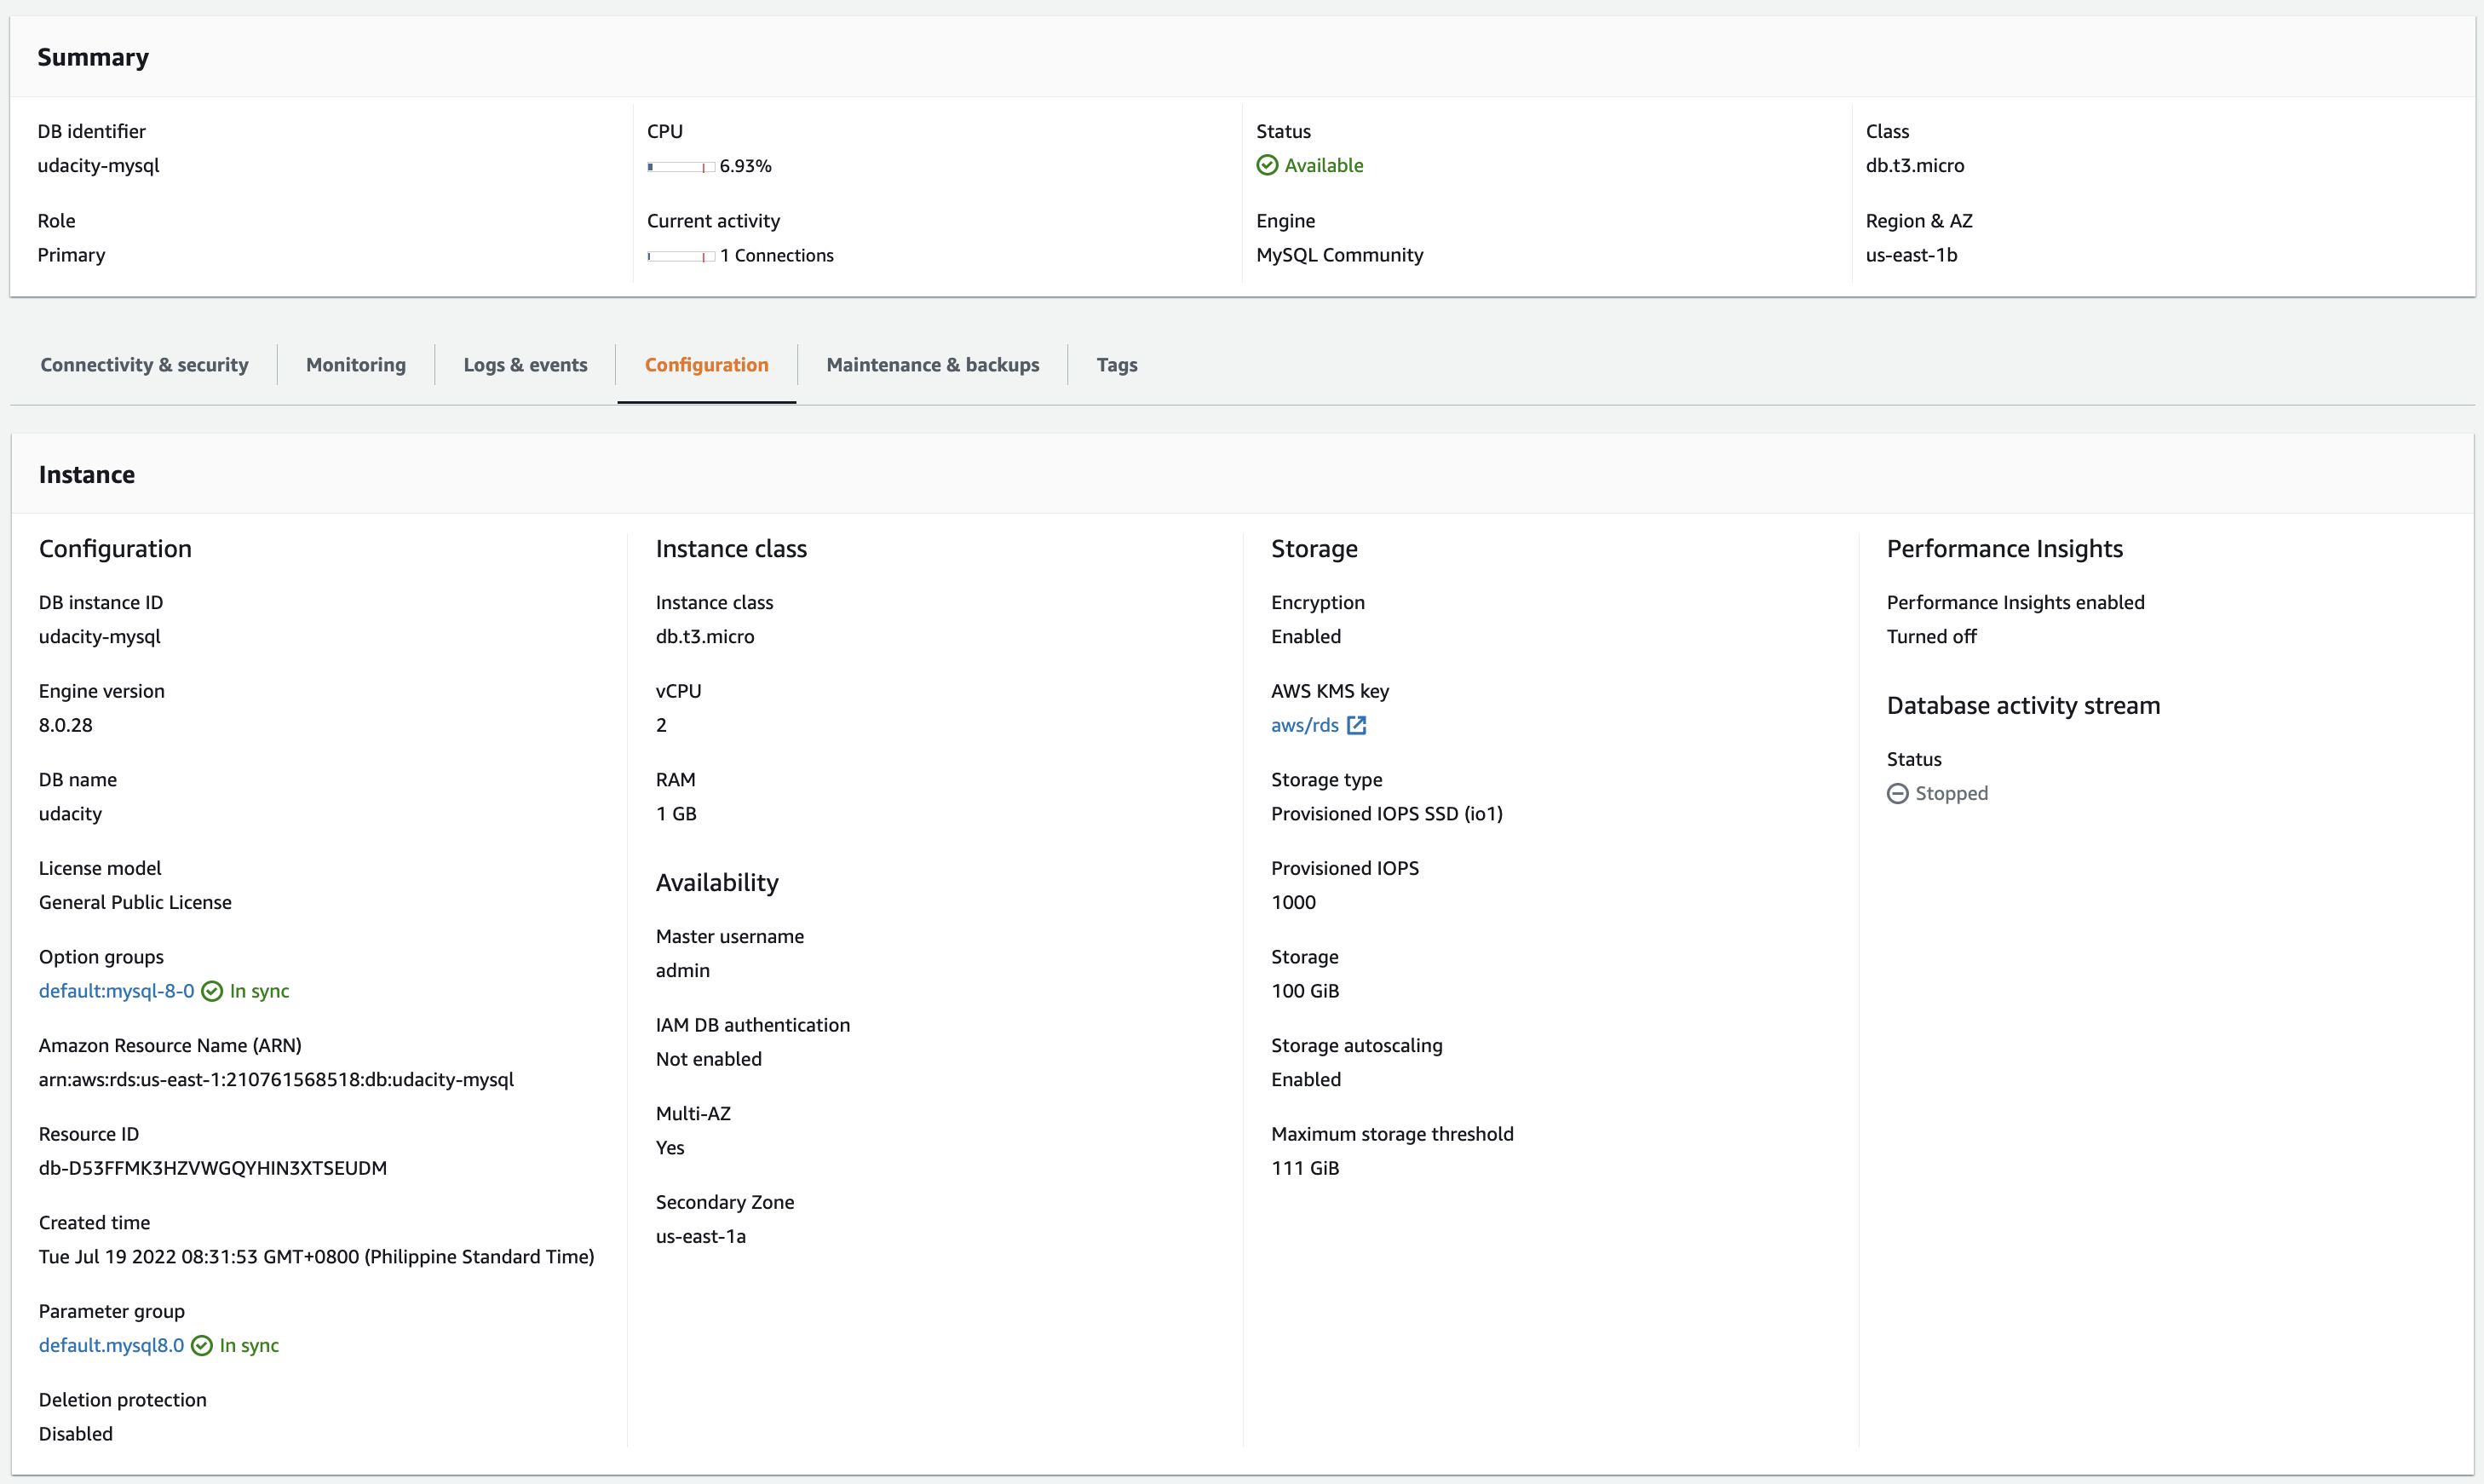 Summary
DB identifier
udacity-mysql
Role
Primary
CPU
6.93%
Current activity
1 Connections
Status
Available
Engine
MySQL Community
Class
db.t3.micro
Region & AZ
us-east-1b
Connectivity & security
Monitoring
Logs & events
Configuration
Maintenance & backups
Tags
Instance
Configuration
DB instance ID
udacity-mysql
Engine version
8.0.28
DB name
udacity
License model
General Public License
Option groups
default:mysql-8-0 In sync
Amazon Resource Name (ARN)
arn:aws:rds:us-east-1:210761568518:db:udacity-mysql
Resource ID
db-D53FFMK3HZVWGQYHIN3XTSEUDM
Created time
Tue Jul 19 2022 08:31:53 GMT+0800 (Philippine Standard Time)
Parameter group
default.mysql8.0 In sync
Deletion protection
Disabled
Instance class
Instance class
db.t3.micro
vCPU
2
RAM
1 GB
Availability
Master username
admin
IAM DB authentication
Not enabled
Multi-AZ
Yes
Secondary Zone
us-east-1a
Storage
Encryption
Enabled
AWS KMS key
aws/rds
Storage type
Provisioned IOPS SSD (io1)
Provisioned IOPS
1000
Storage
100 GiB
Storage autoscaling
Enabled
Maximum storage threshold
111 GiB
Performance Insights
Performance Insights enabled
Turned off
Database activity stream
Status
Stopped